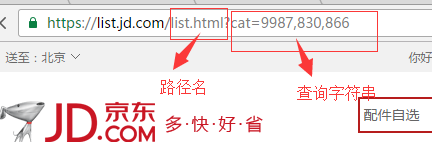 https://list.jd.com/list.html?cat=9987,830,866
送至：北京
你好
路径名
查询字符串
JD.京东
.COM
多·快·好·省
配件自选